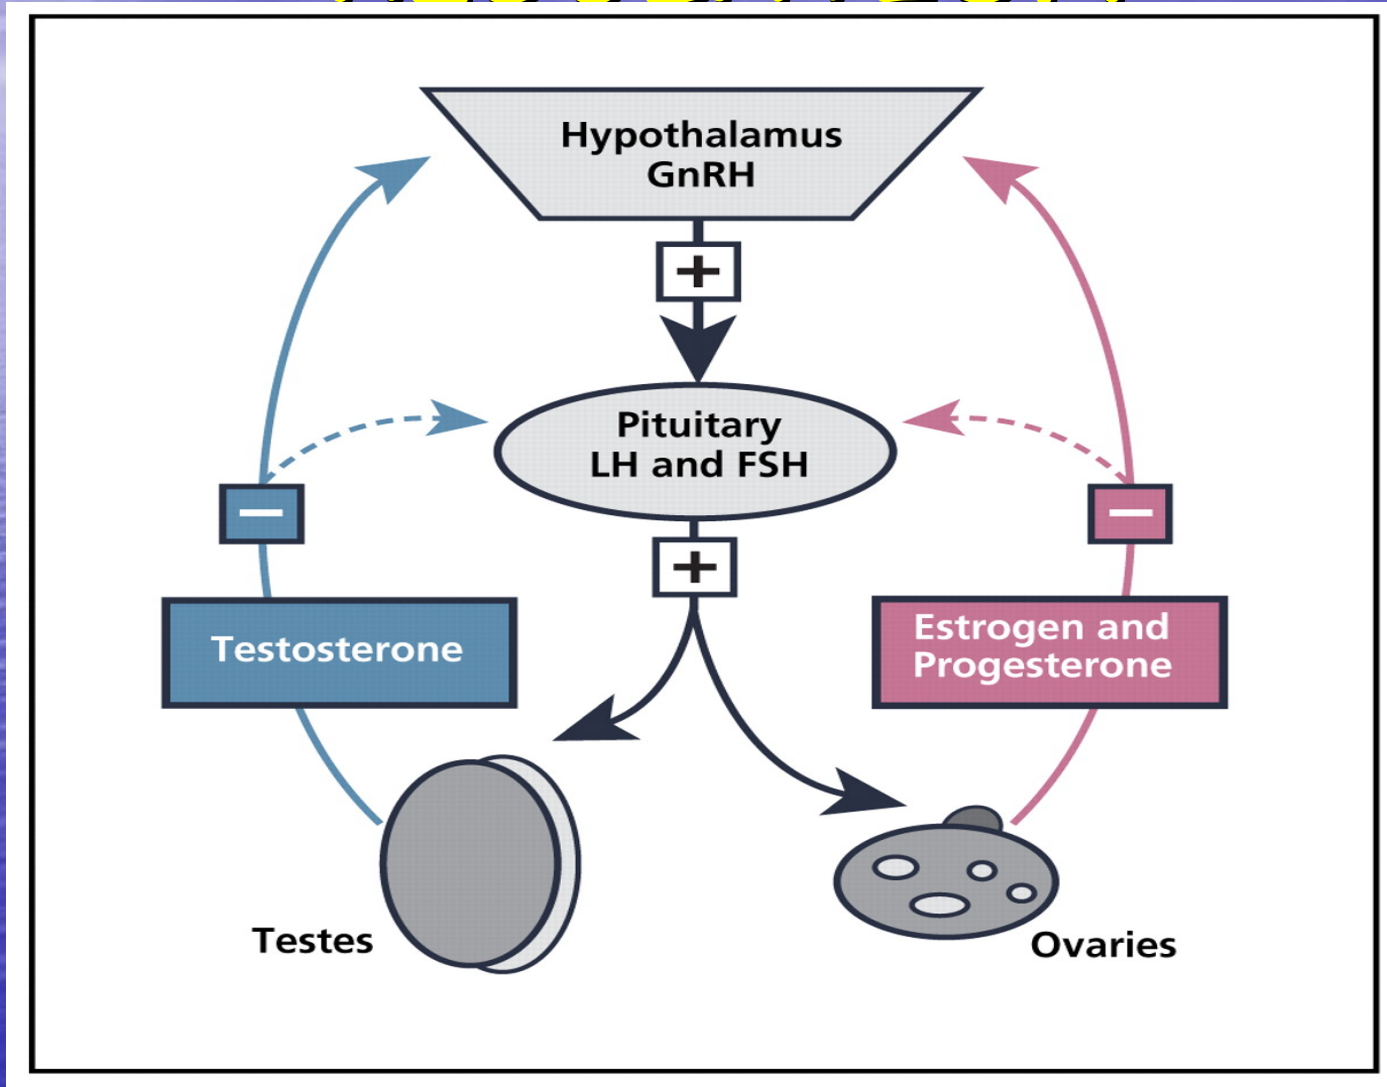 Hypothalamus
GnRH
+
Pituitary
LH and FSH
−
−
+
Testosterone
Estrogen and
Progesterone
Testes
Ovaries